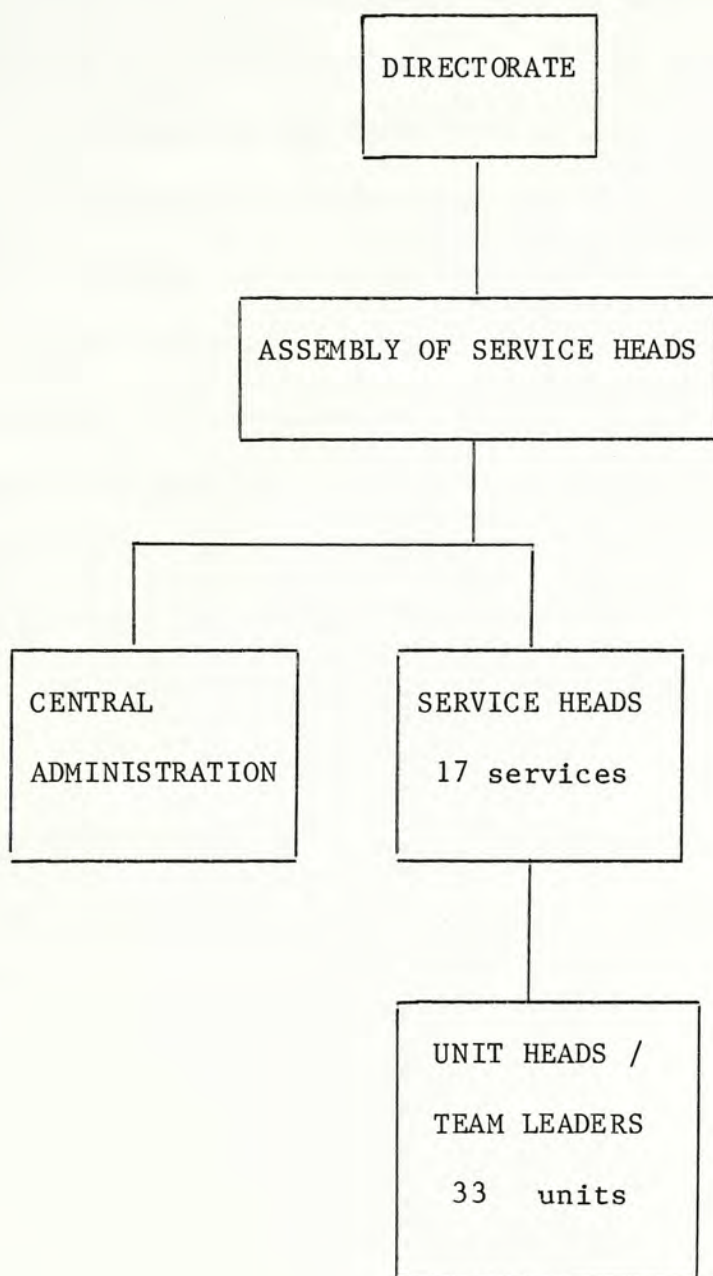 DIRECTORATE
ASSEMBLY OF SERVICE HEADS
CENTRAL
ADMINISTRATION
SERVICE HEADS
17 services
UNIT HEADS /
TEAM LEADERS
33 units